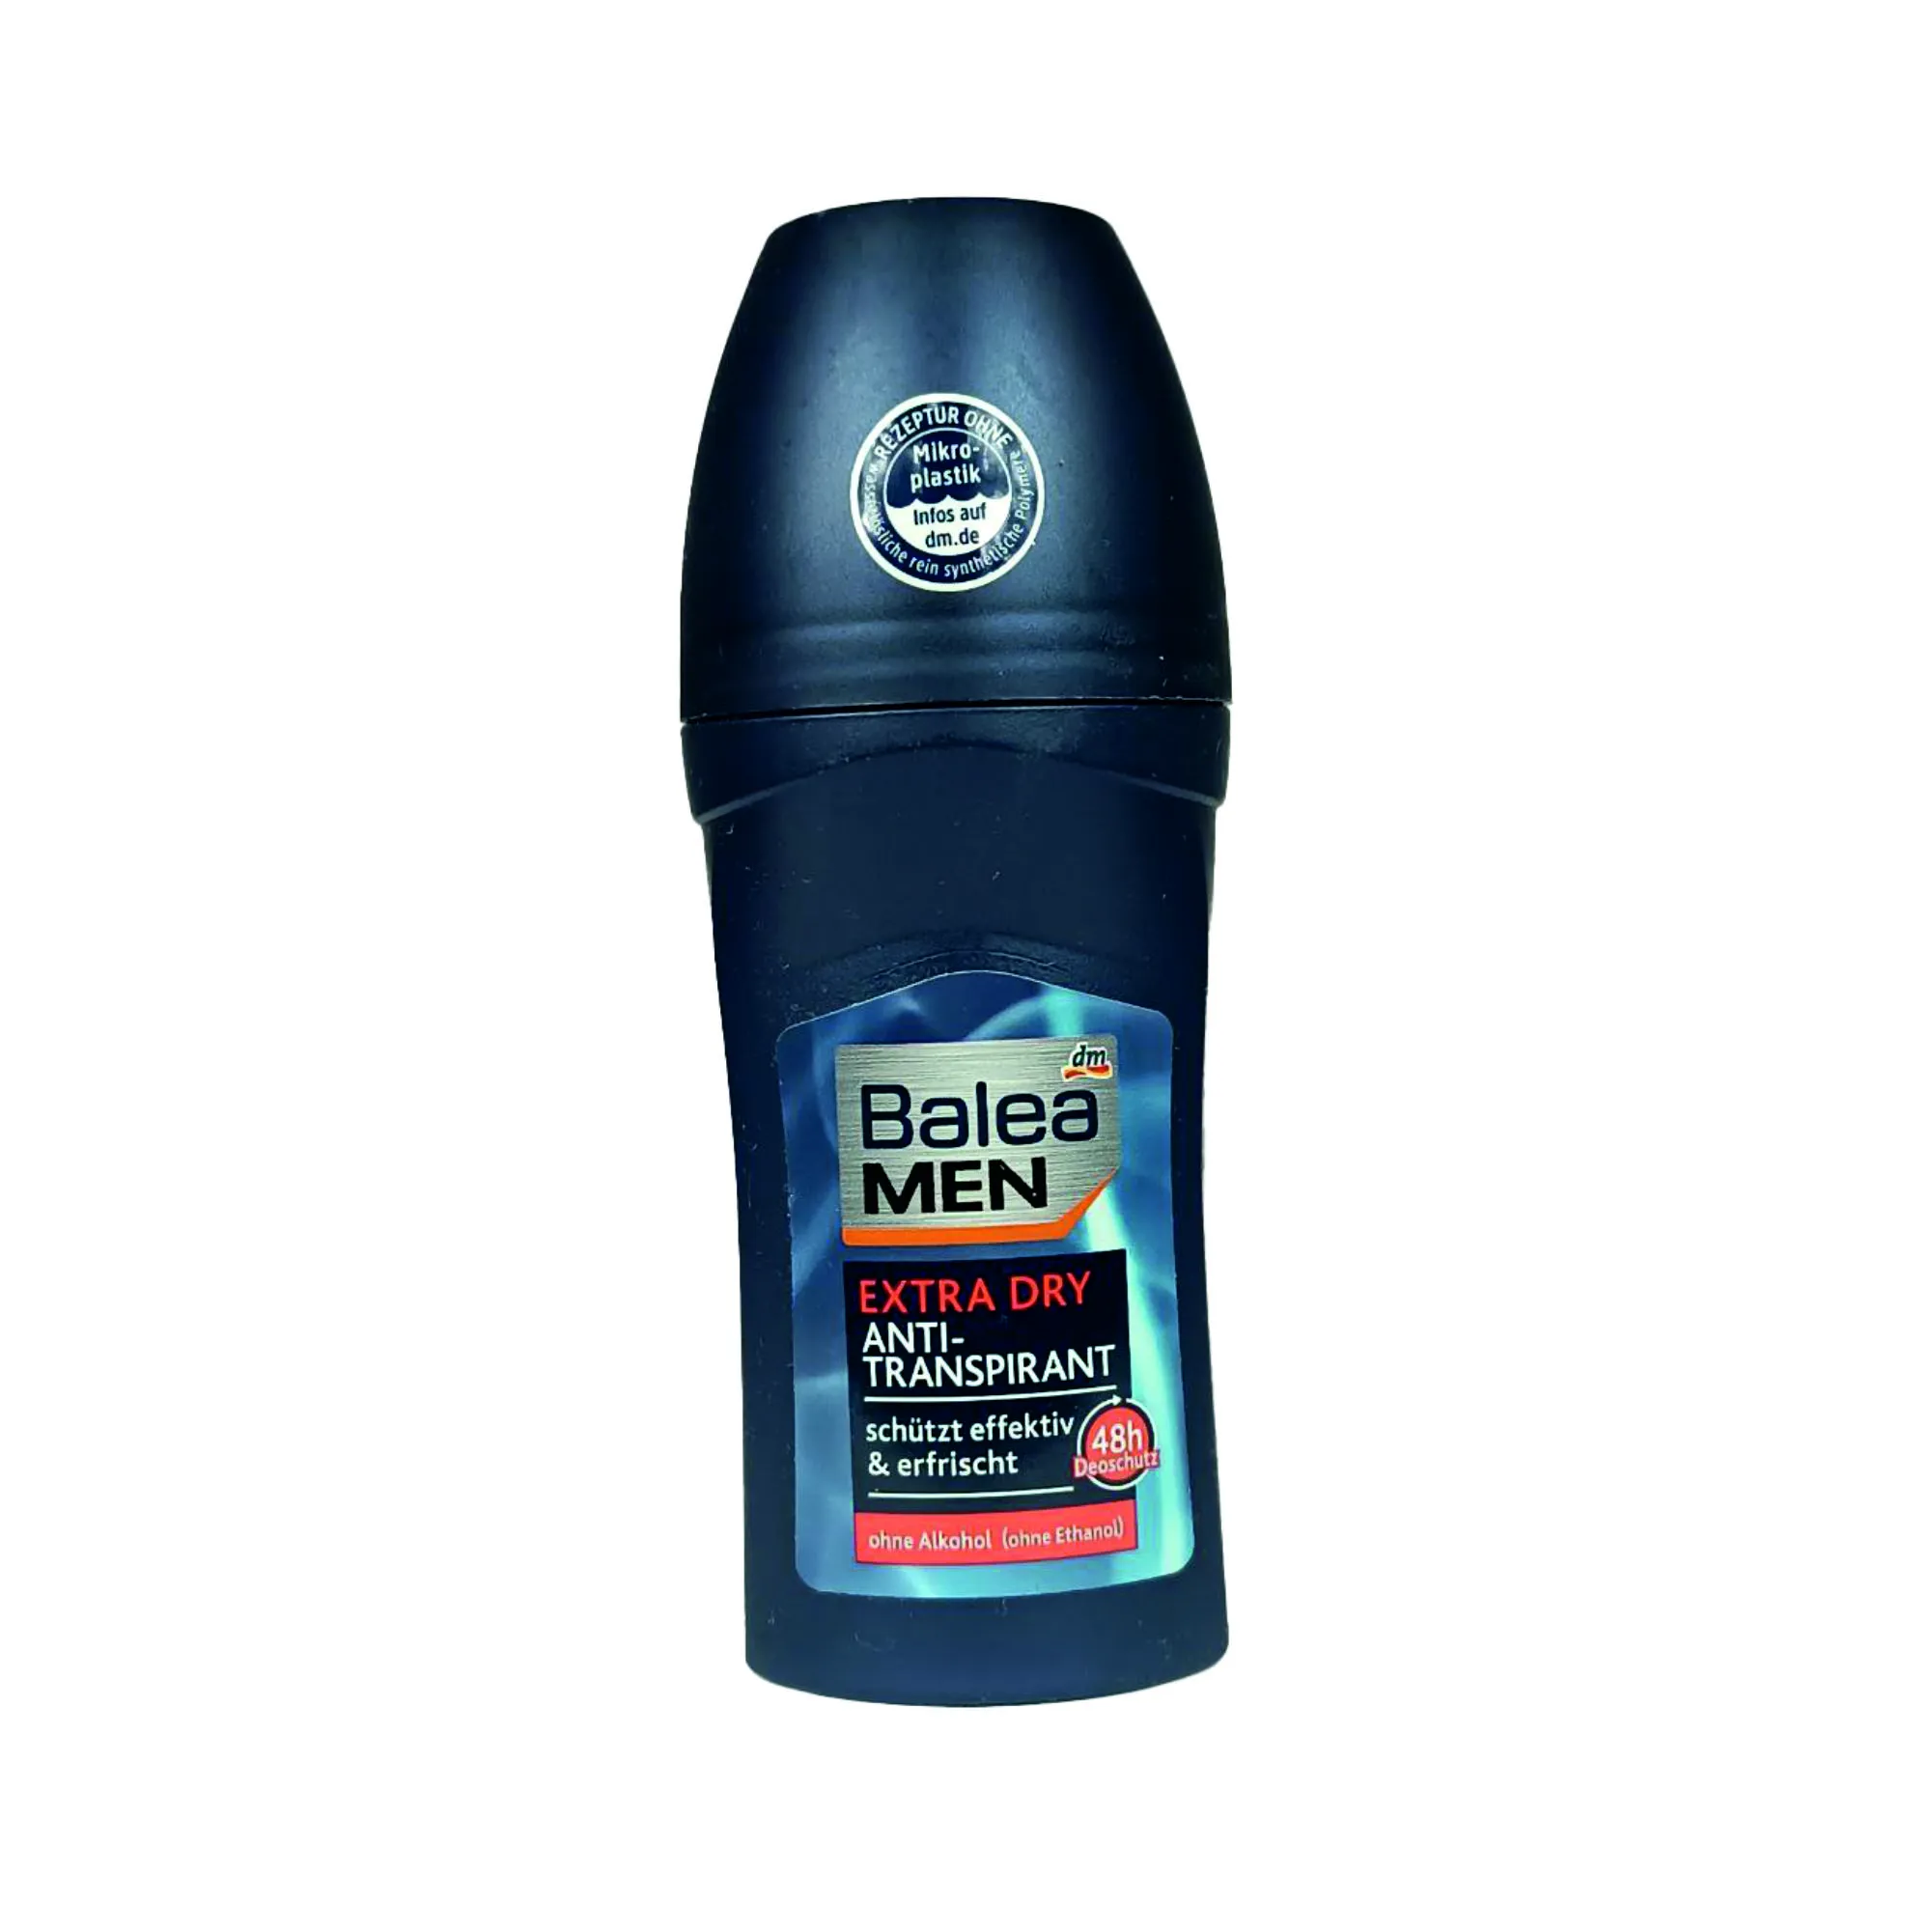 REZEPTUR OHNE
Mikro-
plastik
Infos auf
dm.de
wasserlösliche rein synthetische Polymere
dm
Balea
MEN
EXTRA DRY
ANTI-
TRANSPIRANT
schützt effektiv
& erfrischt
48h
Deoschutz
ohne Alkohol (ohne Ethanol)